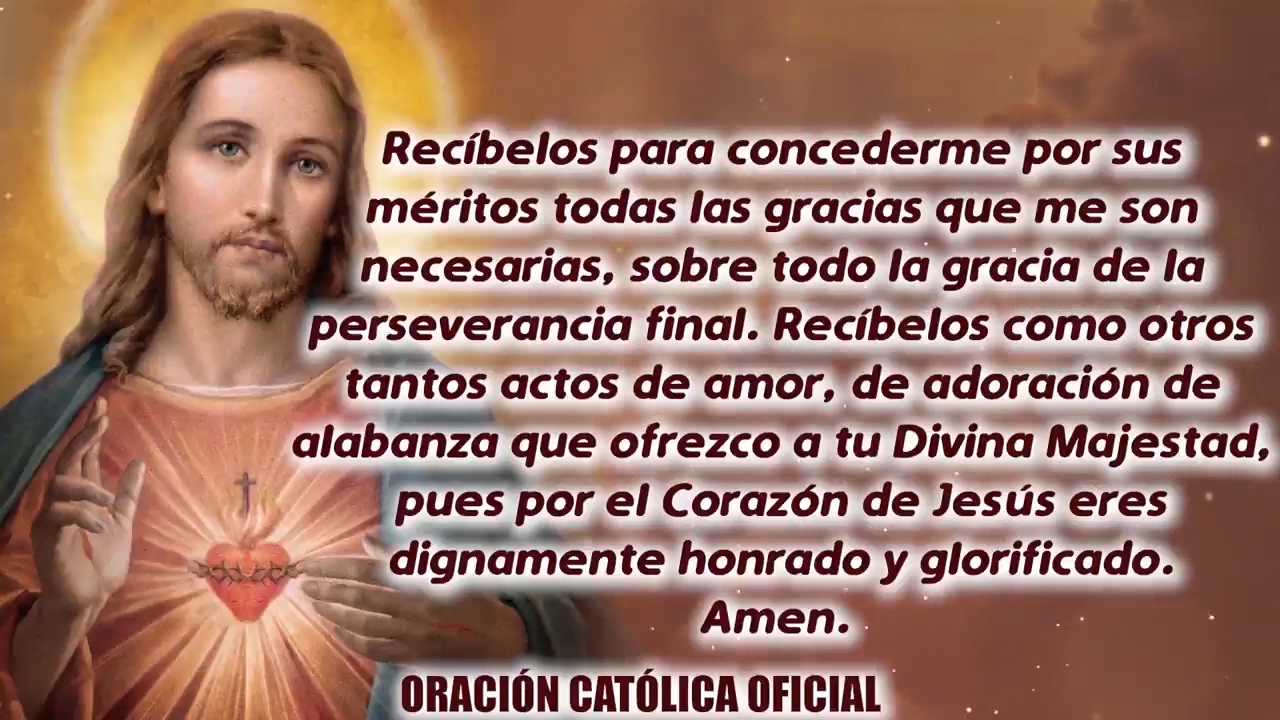 Recíbelos para concederme por sus
méritos todas las gracias que me son
necesarias, sobre todo la gracia de la
perseverancia final. Recíbelos como otros
tantos actos de amor, de adoración de
alabanza que ofrezco a tu Divina Majestad,
pues por el Corazón de Jesús eres
dignamente honrado y glorificado.
Amen.
ORACIÓN CATÓLICA OFICIAL